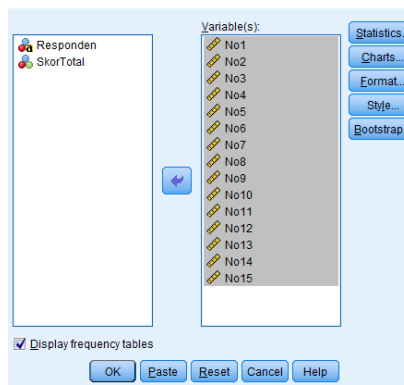 Variable(s):
Responden
SkorTotal
No1
No2
No3
No4
No5
No6
No7
No8
No9
No10
No11
No12
No13
No14
No15
Statistics...
Charts...
Format...
Style...
Bootstrap
Display frequency tables
OK Paste Reset Cancel Help